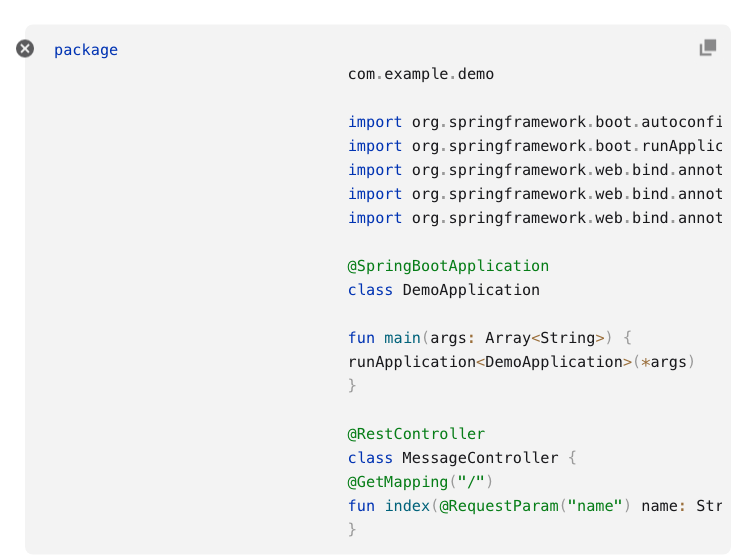 package
com.example.demo
import org.springframework.boot.autoconfi
import org.springframework.boot.runApplic
import org.springframework.web.bind.annot
import org.springframework.web.bind.annot
import org.springframework.web.bind.annot
@SpringBootApplication
class DemoApplication
fun main(args: Array<String>) {
runApplication<DemoApplication>(*args)
}
@RestController
class MessageController {
@GetMapping("/")
fun index(@RequestParam("name") name: Str
}